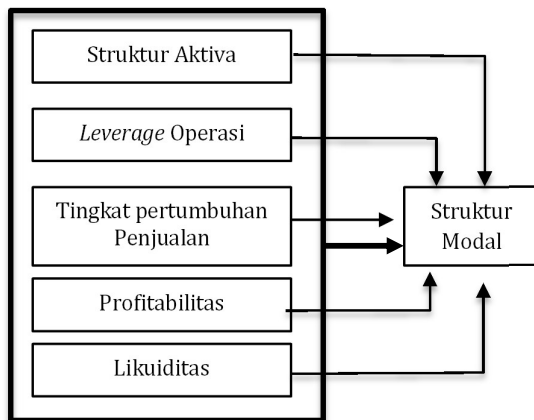 Struktur Aktiva
Leverage Operasi
Tingkat pertumbuhan
Penjualan
Profitabilitas
Likuiditas
Struktur
Modal